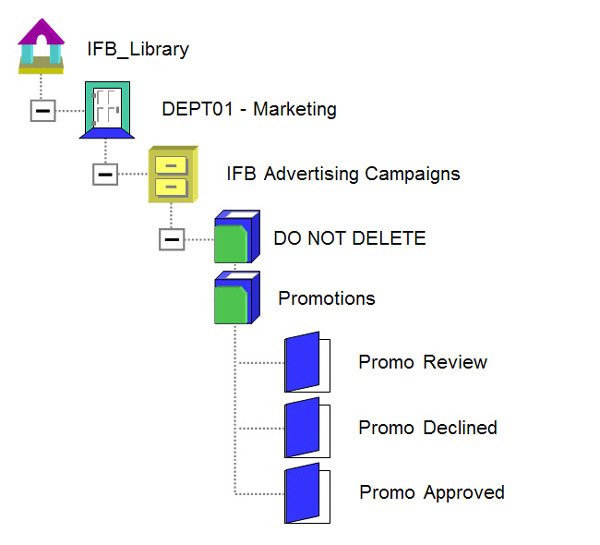 IFB_Library
DEPT01 - Marketing
IFB Advertising Campaigns
DO NOT DELETE
Promotions
Promo Review
Promo Declined
Promo Approved